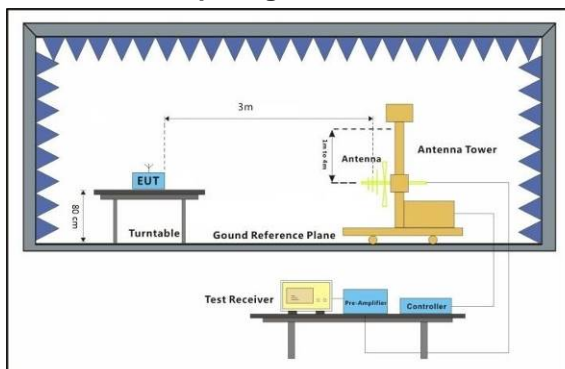 3m
1m to 4m
Antenna
Antenna Tower
EUT
80 cm
Turntable
Gound Reference Plane
Test Receiver
Pre-Amplifier
Controller